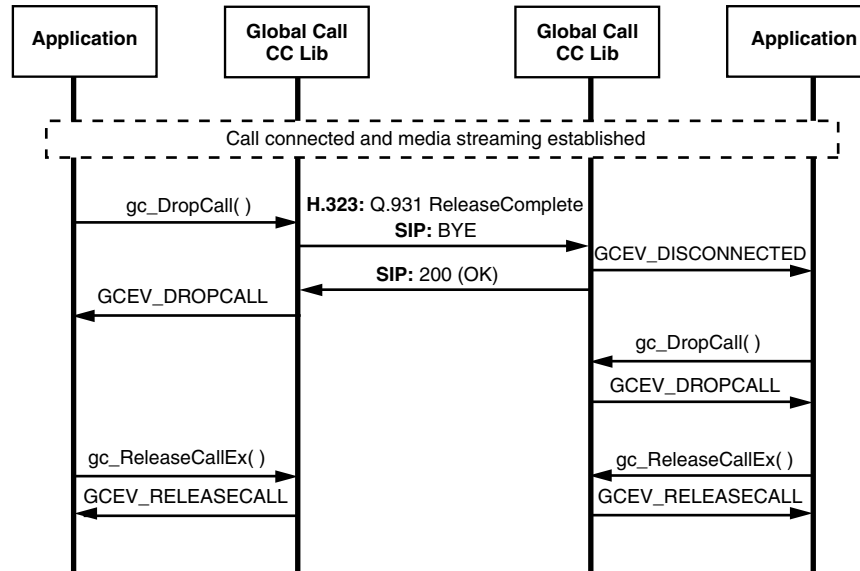 Application
Global Call
CC Lib
Global Call
CC Lib
Application
Call connected and media streaming established
gc_DropCall( )
H.323: Q.931 ReleaseComplete
SIP: BYE
GCEV_DISCONNECTED
SIP: 200 (OK)
GCEV_DROPCALL
gc_DropCall( )
GCEV_DROPCALL
gc_ReleaseCallEx( )
gc_ReleaseCallEx( )
GCEV_RELEASECALL
GCEV_RELEASECALL